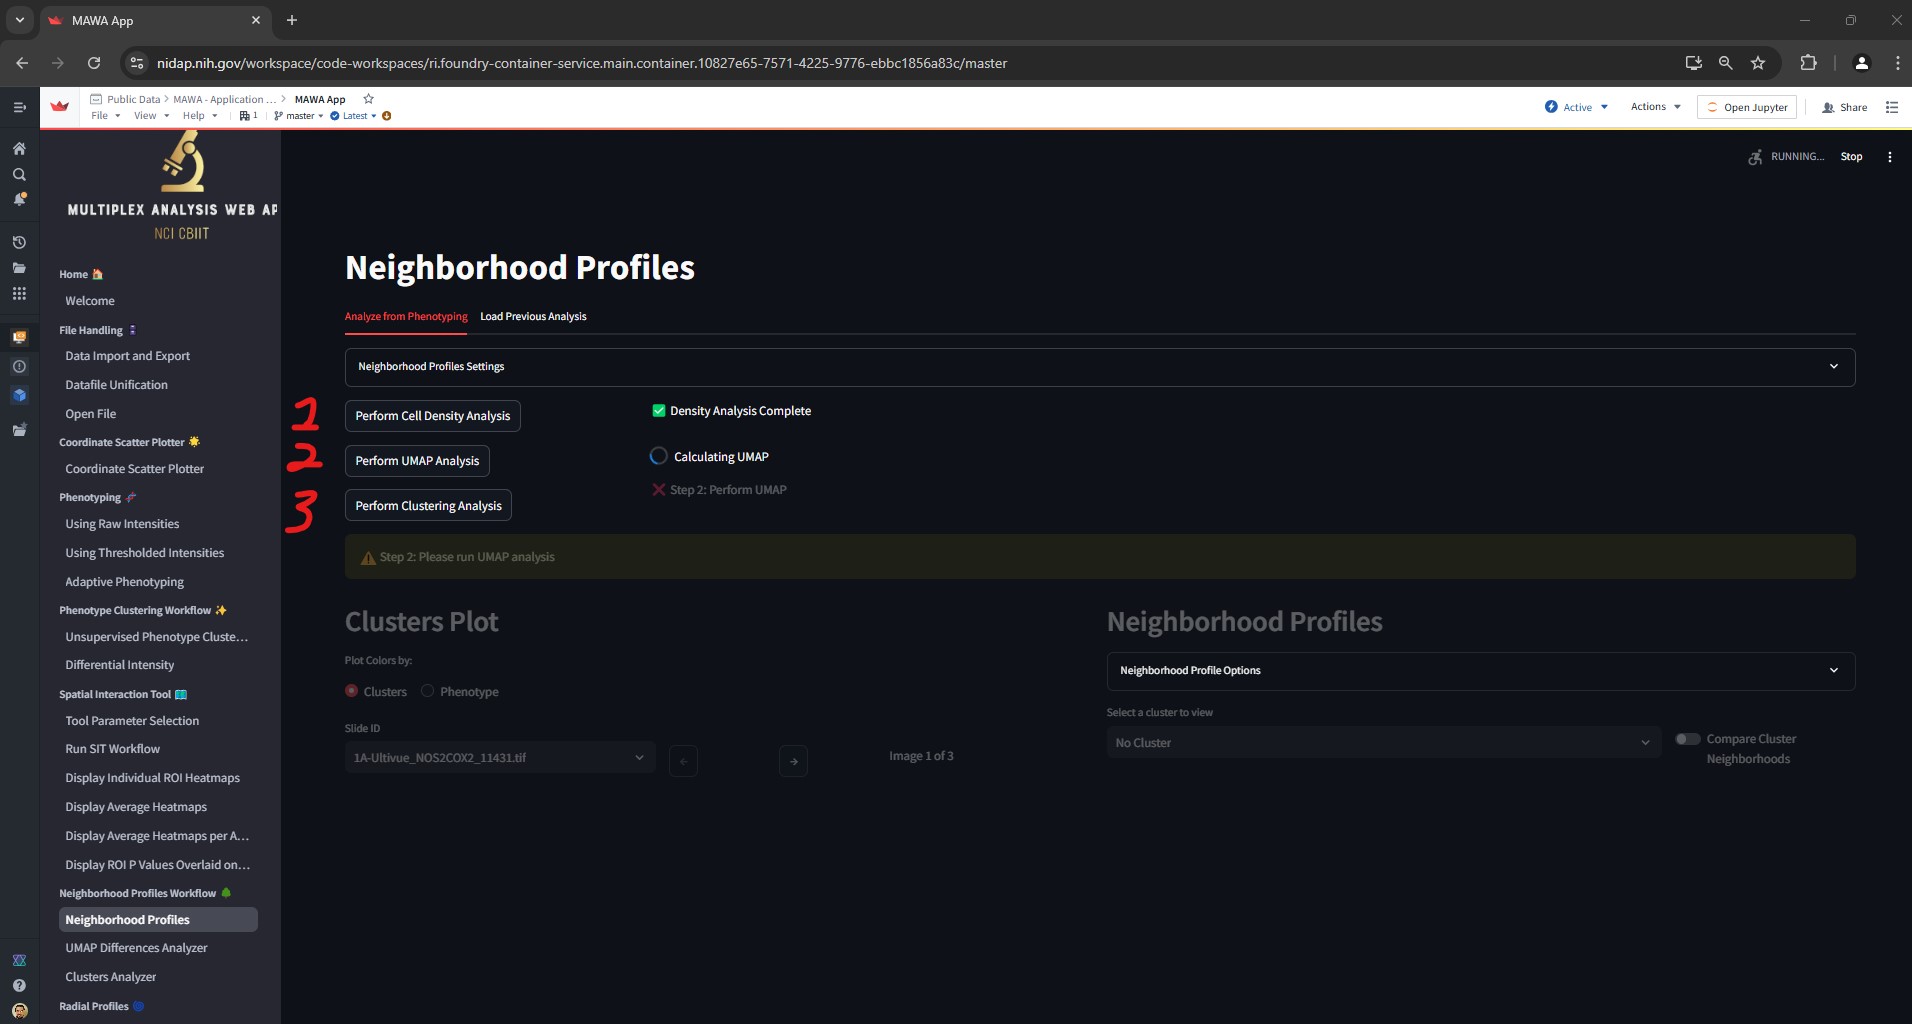 MAWA App
nidap.nih.gov/workspace/code-workspaces/ri.foundry-container-service.main.container.10827e65-7571-4225-9776-ebbc1856a83c/master
Public Data > MAWA - Application ... > MAWA App
File View Help 1 master Latest
Active Actions Open Jupyter Share
MULTIPLEX ANALYSIS WEB AP
NCI CBIIT
Home
Welcome
File Handling
Data Import and Export
Datafile Unification
Open File
Coordinate Scatter Plotter
Coordinate Scatter Plotter
Phenotyping
Using Raw Intensities
Using Thresholded Intensities
Adaptive Phenotyping
Phenotype Clustering Workflow
Unsupervised Phenotype Cluste...
Differential Intensity
Spatial Interaction Tool
Tool Parameter Selection
Run SIT Workflow
Display Individual ROI Heatmaps
Display Average Heatmaps
Display Average Heatmaps per A...
Display ROI P Values Overlaid on...
Neighborhood Profiles Workflow
Neighborhood Profiles
UMAP Differences Analyzer
Clusters Analyzer
Radial Profiles
RUNNING... Stop
Neighborhood Profiles
Analyze from Phenotyping Load Previous Analysis
Neighborhood Profiles Settings
1 Perform Cell Density Analysis Density Analysis Complete
2 Perform UMAP Analysis Calculating UMAP
Step 2: Perform UMAP
3 Perform Clustering Analysis
Step 2: Please run UMAP analysis
Clusters Plot
Plot Colors by:
Clusters Phenotype
Slide ID
1A-Ultivue_NOS2COX2_11431.tif ← → Image 1 of 3
Neighborhood Profiles
Neighborhood Profile Options
Select a cluster to view
No Cluster
Compare Cluster
Neighborhoods